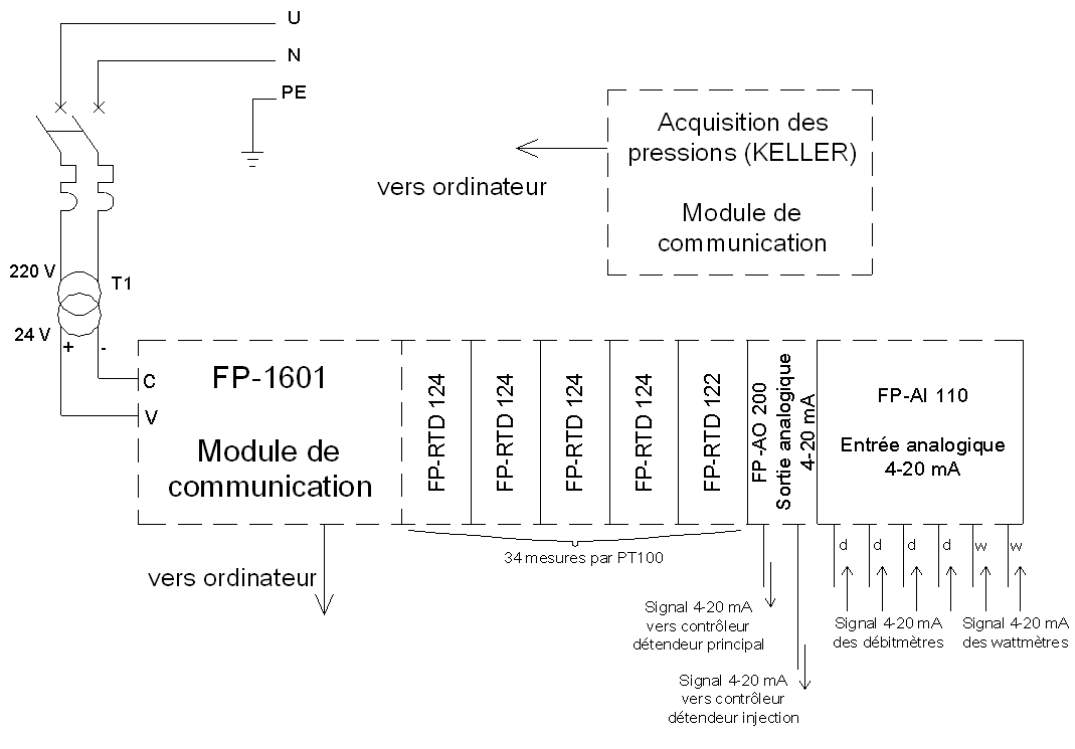 U
N
PE
Acquisition des
pressions (KELLER)
vers ordinateur
Module de
communication
220 V
T1
24 V
+
-
C
V
FP-1601
Module de
communication
FP-RTD 124
FP-RTD 124
FP-RTD 124
FP-RTD 124
FP-RTD 122
FP-AO 200
Sortie analogique
4-20 mA
FP-AI 110
Entrée analogique
4-20 mA
d
d
d
d
w
w
34 mesures par PT100
vers ordinateur
Signal 4-20 mA
vers contrôleur
détendeur principal
Signal 4-20 mA
des débitmètres
Signal 4-20 mA
des wattmètres
Signal 4-20 mA
vers contrôleur
détendeur injection